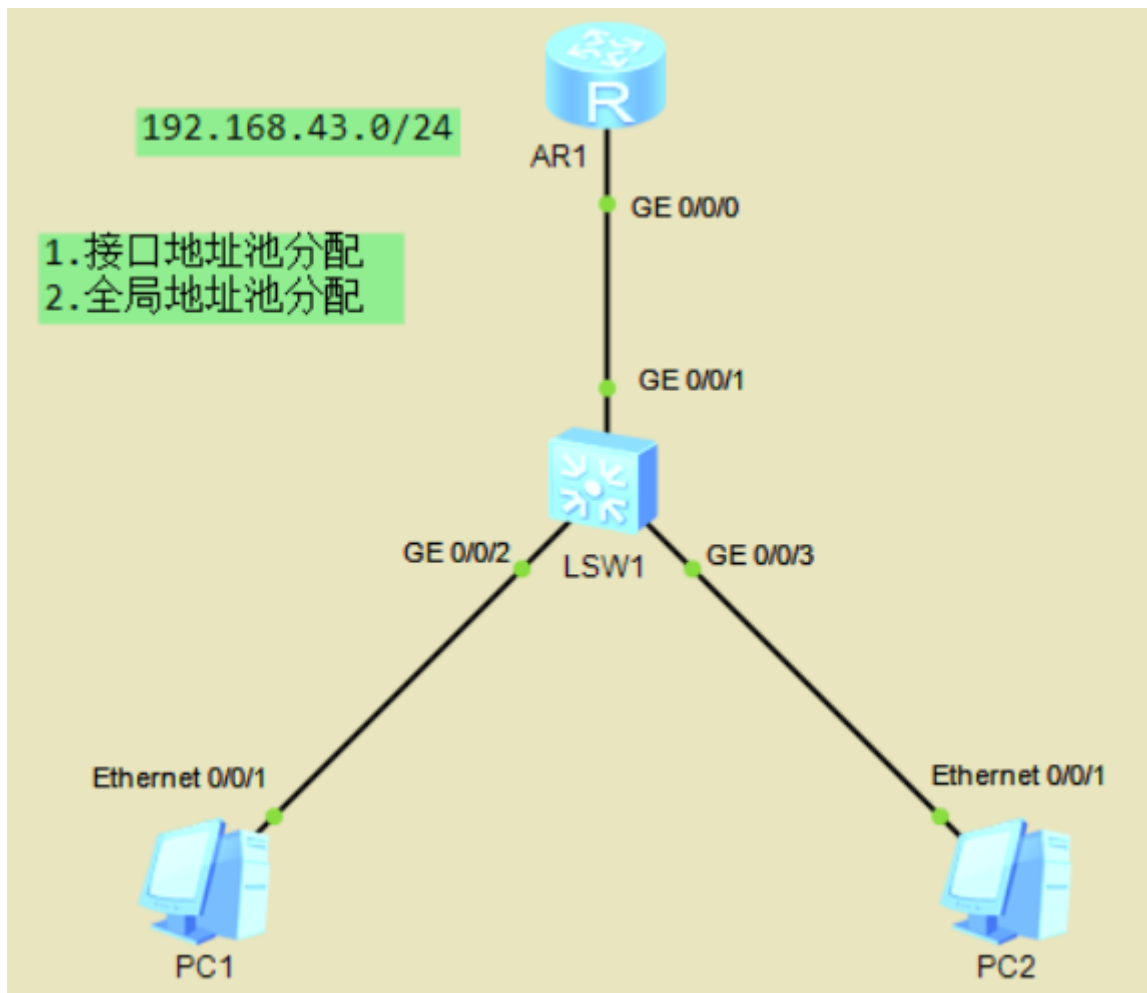 192.168.43.0/24
AR1
GE 0/0/0
1.接口地址池分配
2.全局地址池分配
GE 0/0/1
GE 0/0/2
LSW1
GE 0/0/3
Ethernet 0/0/1
Ethernet 0/0/1
PC1
PC2